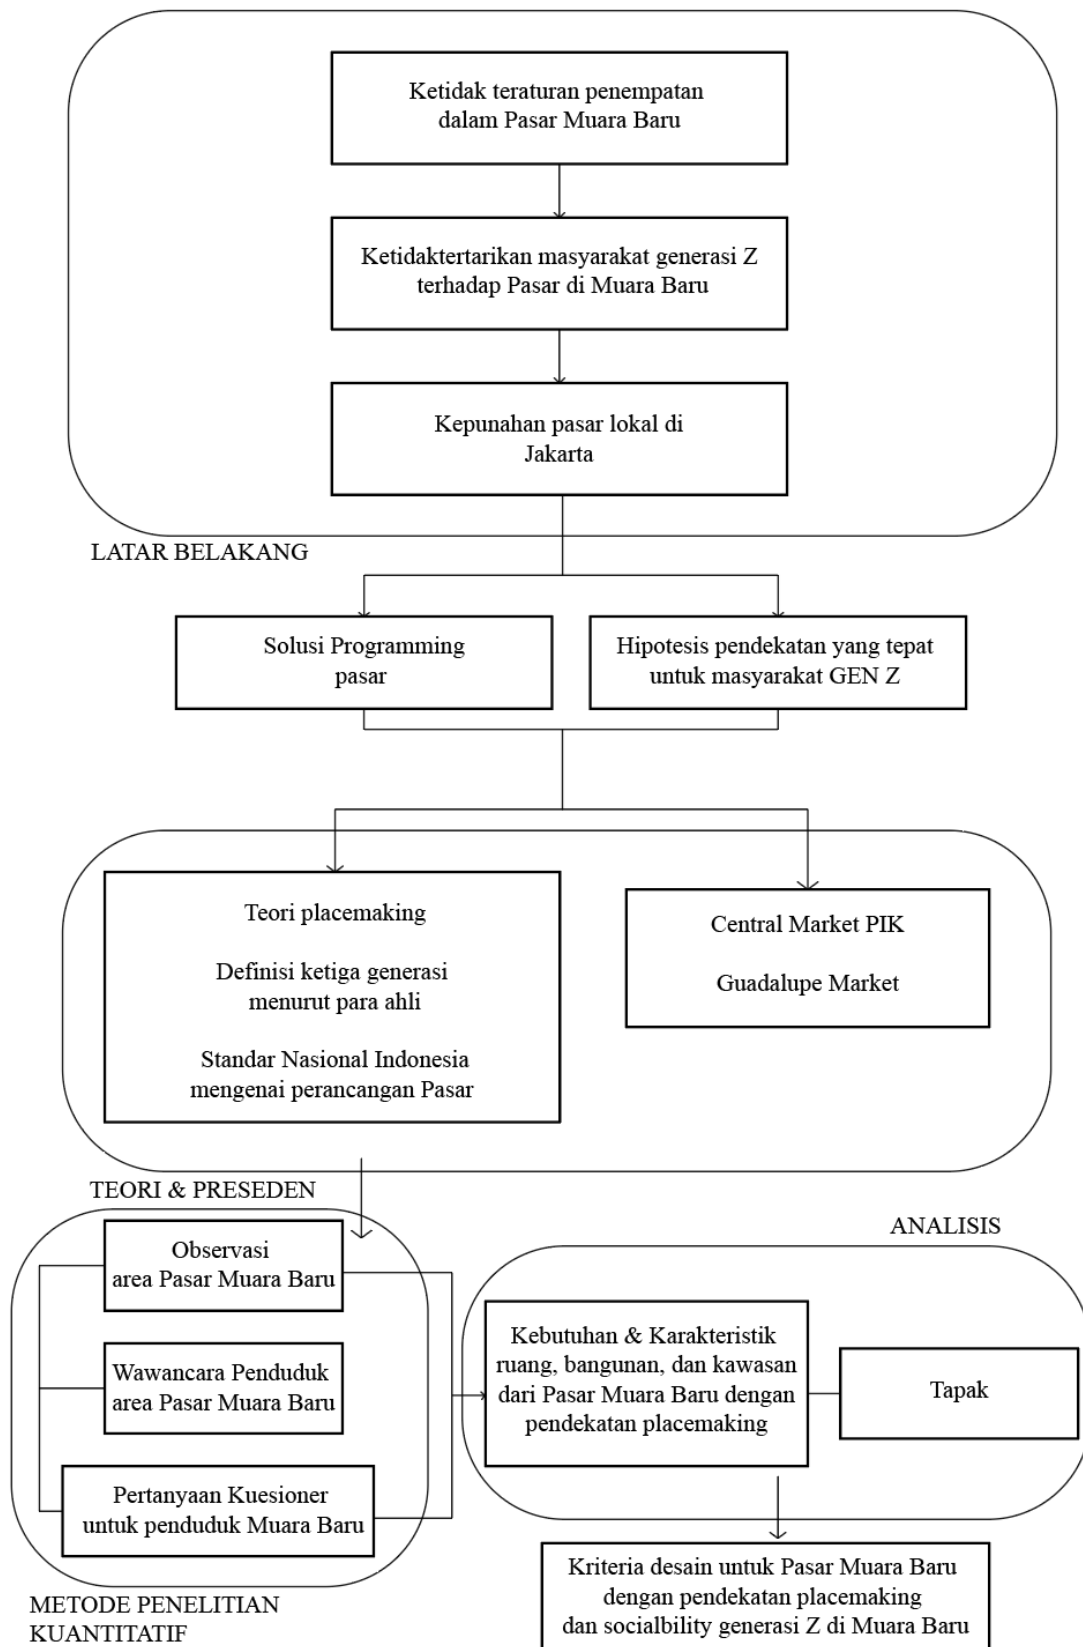 Ketidak teraturan penempatan
dalam Pasar Muara Baru
Ketidaktertarikan masyarakat generasi Z
terhadap Pasar di Muara Baru
Kepunahan pasar lokal di
Jakarta
LATAR BELAKANG
Solusi Programming
pasar
Hipotesis pendekatan yang tepat
untuk masyarakat GEN Z
Teori placemaking
Definisi ketiga generasi
menurut para ahli
Standar Nasional Indonesia
mengenai perancangan Pasar
Central Market PIK
Guadalupe Market
TEORI & PRESEDEN
Observasi
area Pasar Muara Baru
Wawancara Penduduk
area Pasar Muara Baru
Pertanyaan Kuesioner
untuk penduduk Muara Baru
METODE PENELITIAN
KUANTITATIF
ANALISIS
Kebutuhan & Karakteristik
ruang, bangunan, dan kawasan
dari Pasar Muara Baru dengan
pendekatan placemaking
Tapak
Kriteria desain untuk Pasar Muara Baru
dengan pendekatan placemaking
dan socialbility generasi Z di Muara Baru